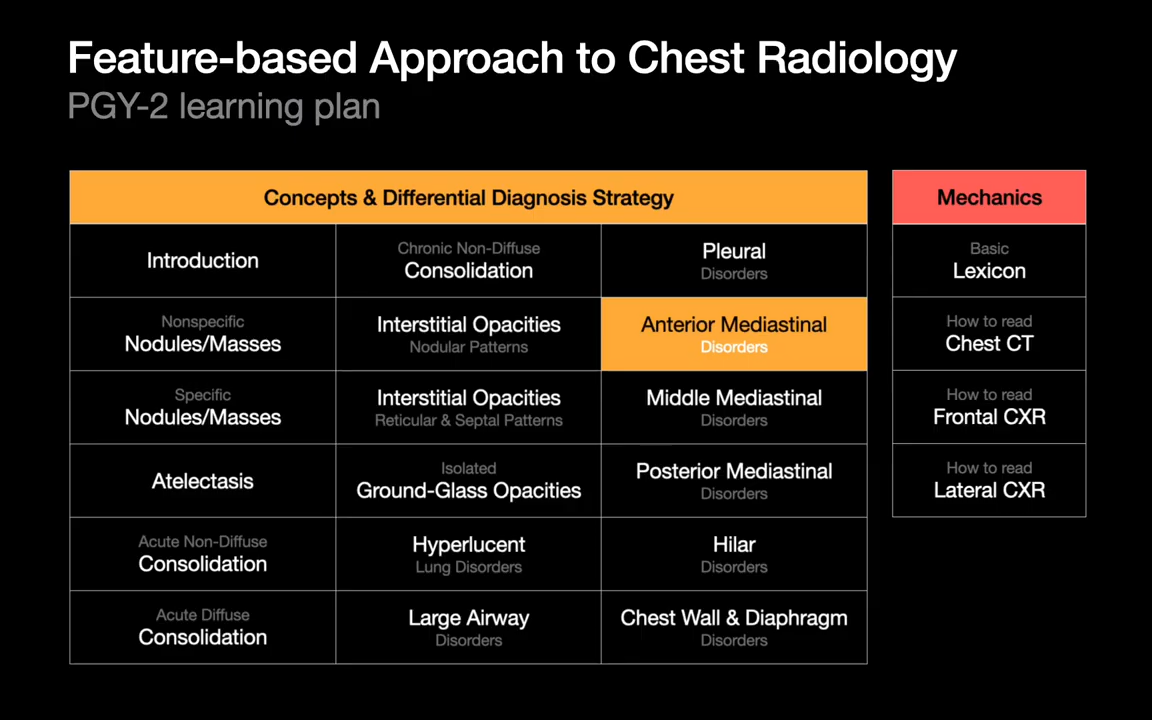 Feature-based Approach to Chest Radiology
PGY-2 learning plan
Concepts & Differential Diagnosis Strategy
Introduction
Chronic Non-Diffuse
Consolidation
Pleural
Disorders
Nonspecific
Nodules/Masses
Interstitial Opacities
Nodular Patterns
Anterior Mediastinal
Disorders
Specific
Nodules/Masses
Interstitial Opacities
Reticular & Septal Patterns
Middle Mediastinal
Disorders
Atelectasis
Isolated
Ground-Glass Opacities
Posterior Mediastinal
Disorders
Acute Non-Diffuse
Consolidation
Hyperlucent
Lung Disorders
Hilar
Disorders
Acute Diffuse
Consolidation
Large Airway
Disorders
Chest Wall & Diaphragm
Disorders
Mechanics
Basic
Lexicon
How to read
Chest CT
How to read
Frontal CXR
How to read
Lateral CXR